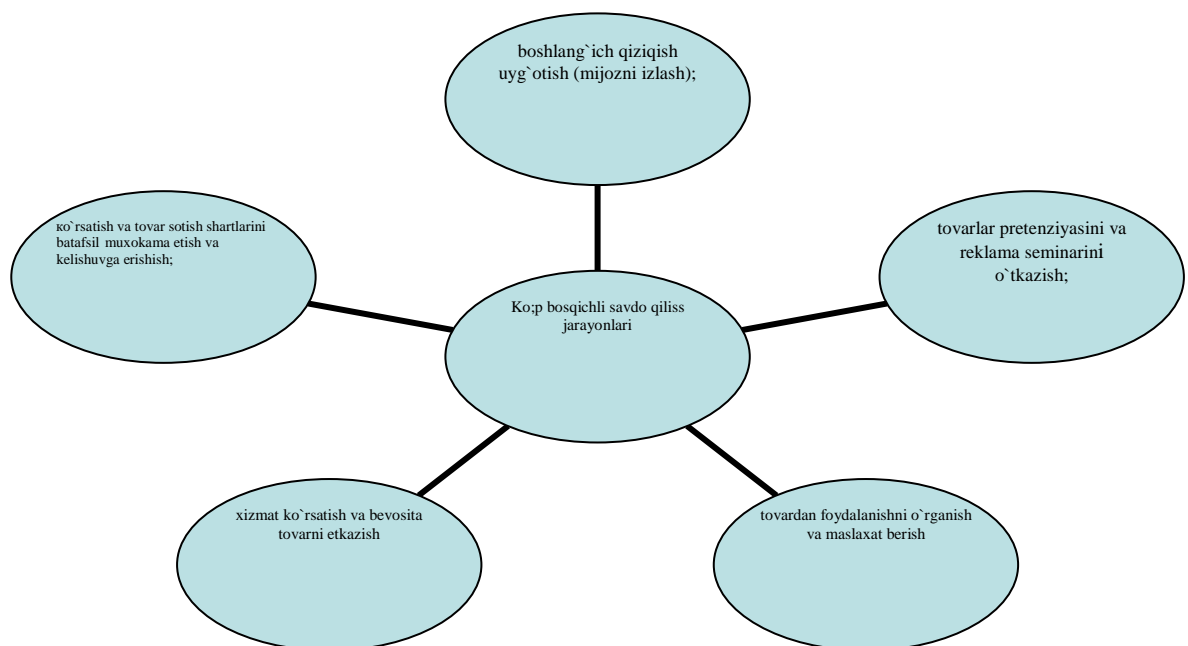 boshlang`ich qiziqish
uyg`otish (mijozni izlash);
ко`rsatish va tovar sotish shartlarini
batafsil muxokama etish va
kelishuvga erishish;
tovarlar pretenziyasini va
reklama seminarini
o`tkazish;
Ko;p bosqichli savdo qiliss
jarayonlari
xizmat ko`rsatish va bevosita
tovarni etkazish
tovardan foydalanishni o`rganish
va maslaxat berish